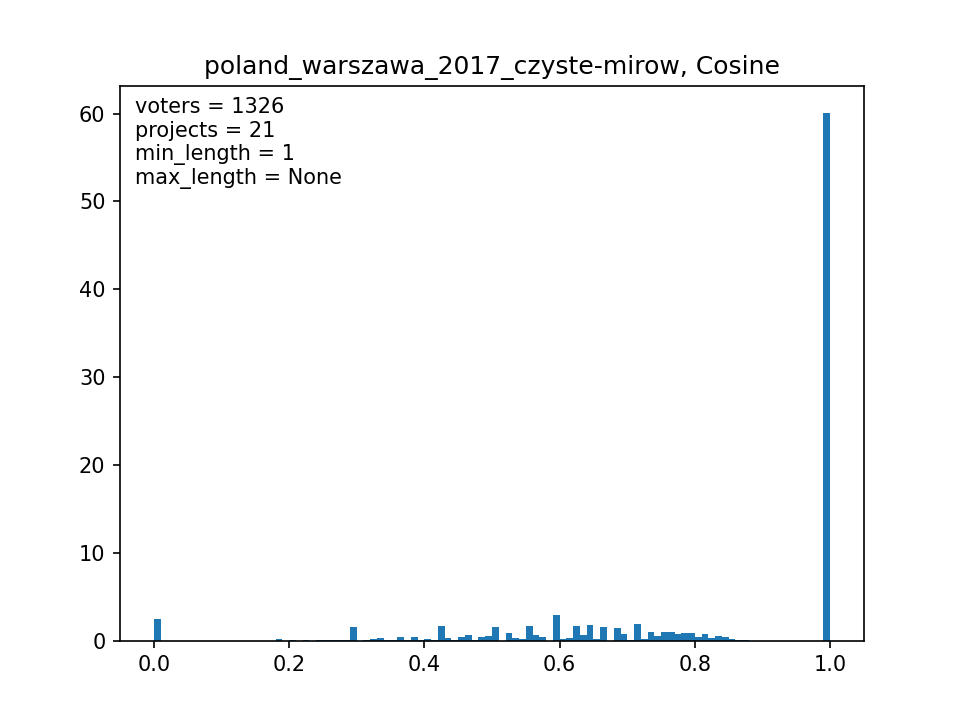 poland_warszawa_2017_czyste-mirow, Cosine
voters = 1326
projects = 21
min_length = 1
max_length = None
60
50
40
30
20
10
0
0.0 0.2 0.4 0.6 0.8 1.0